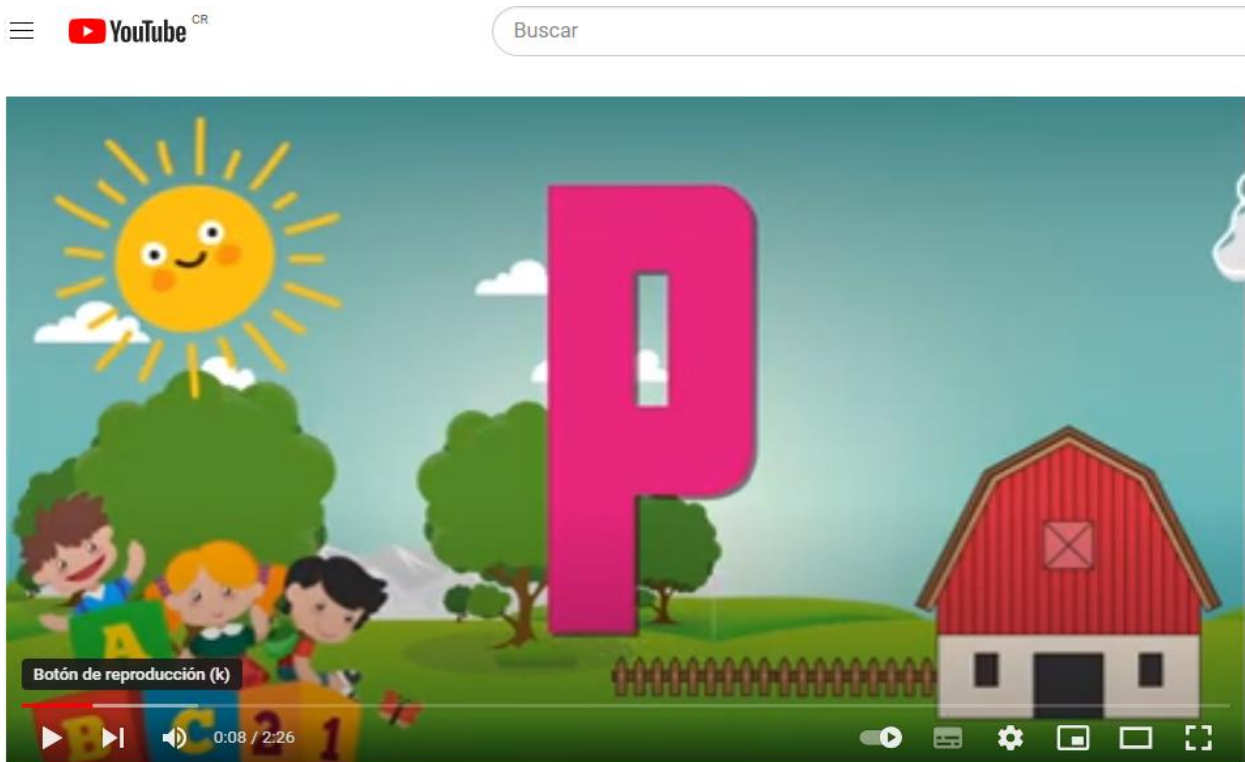 YouTube CR
Buscar
P
A
Botón de reproducción (k)
B C 2 1
0:08 / 2:26